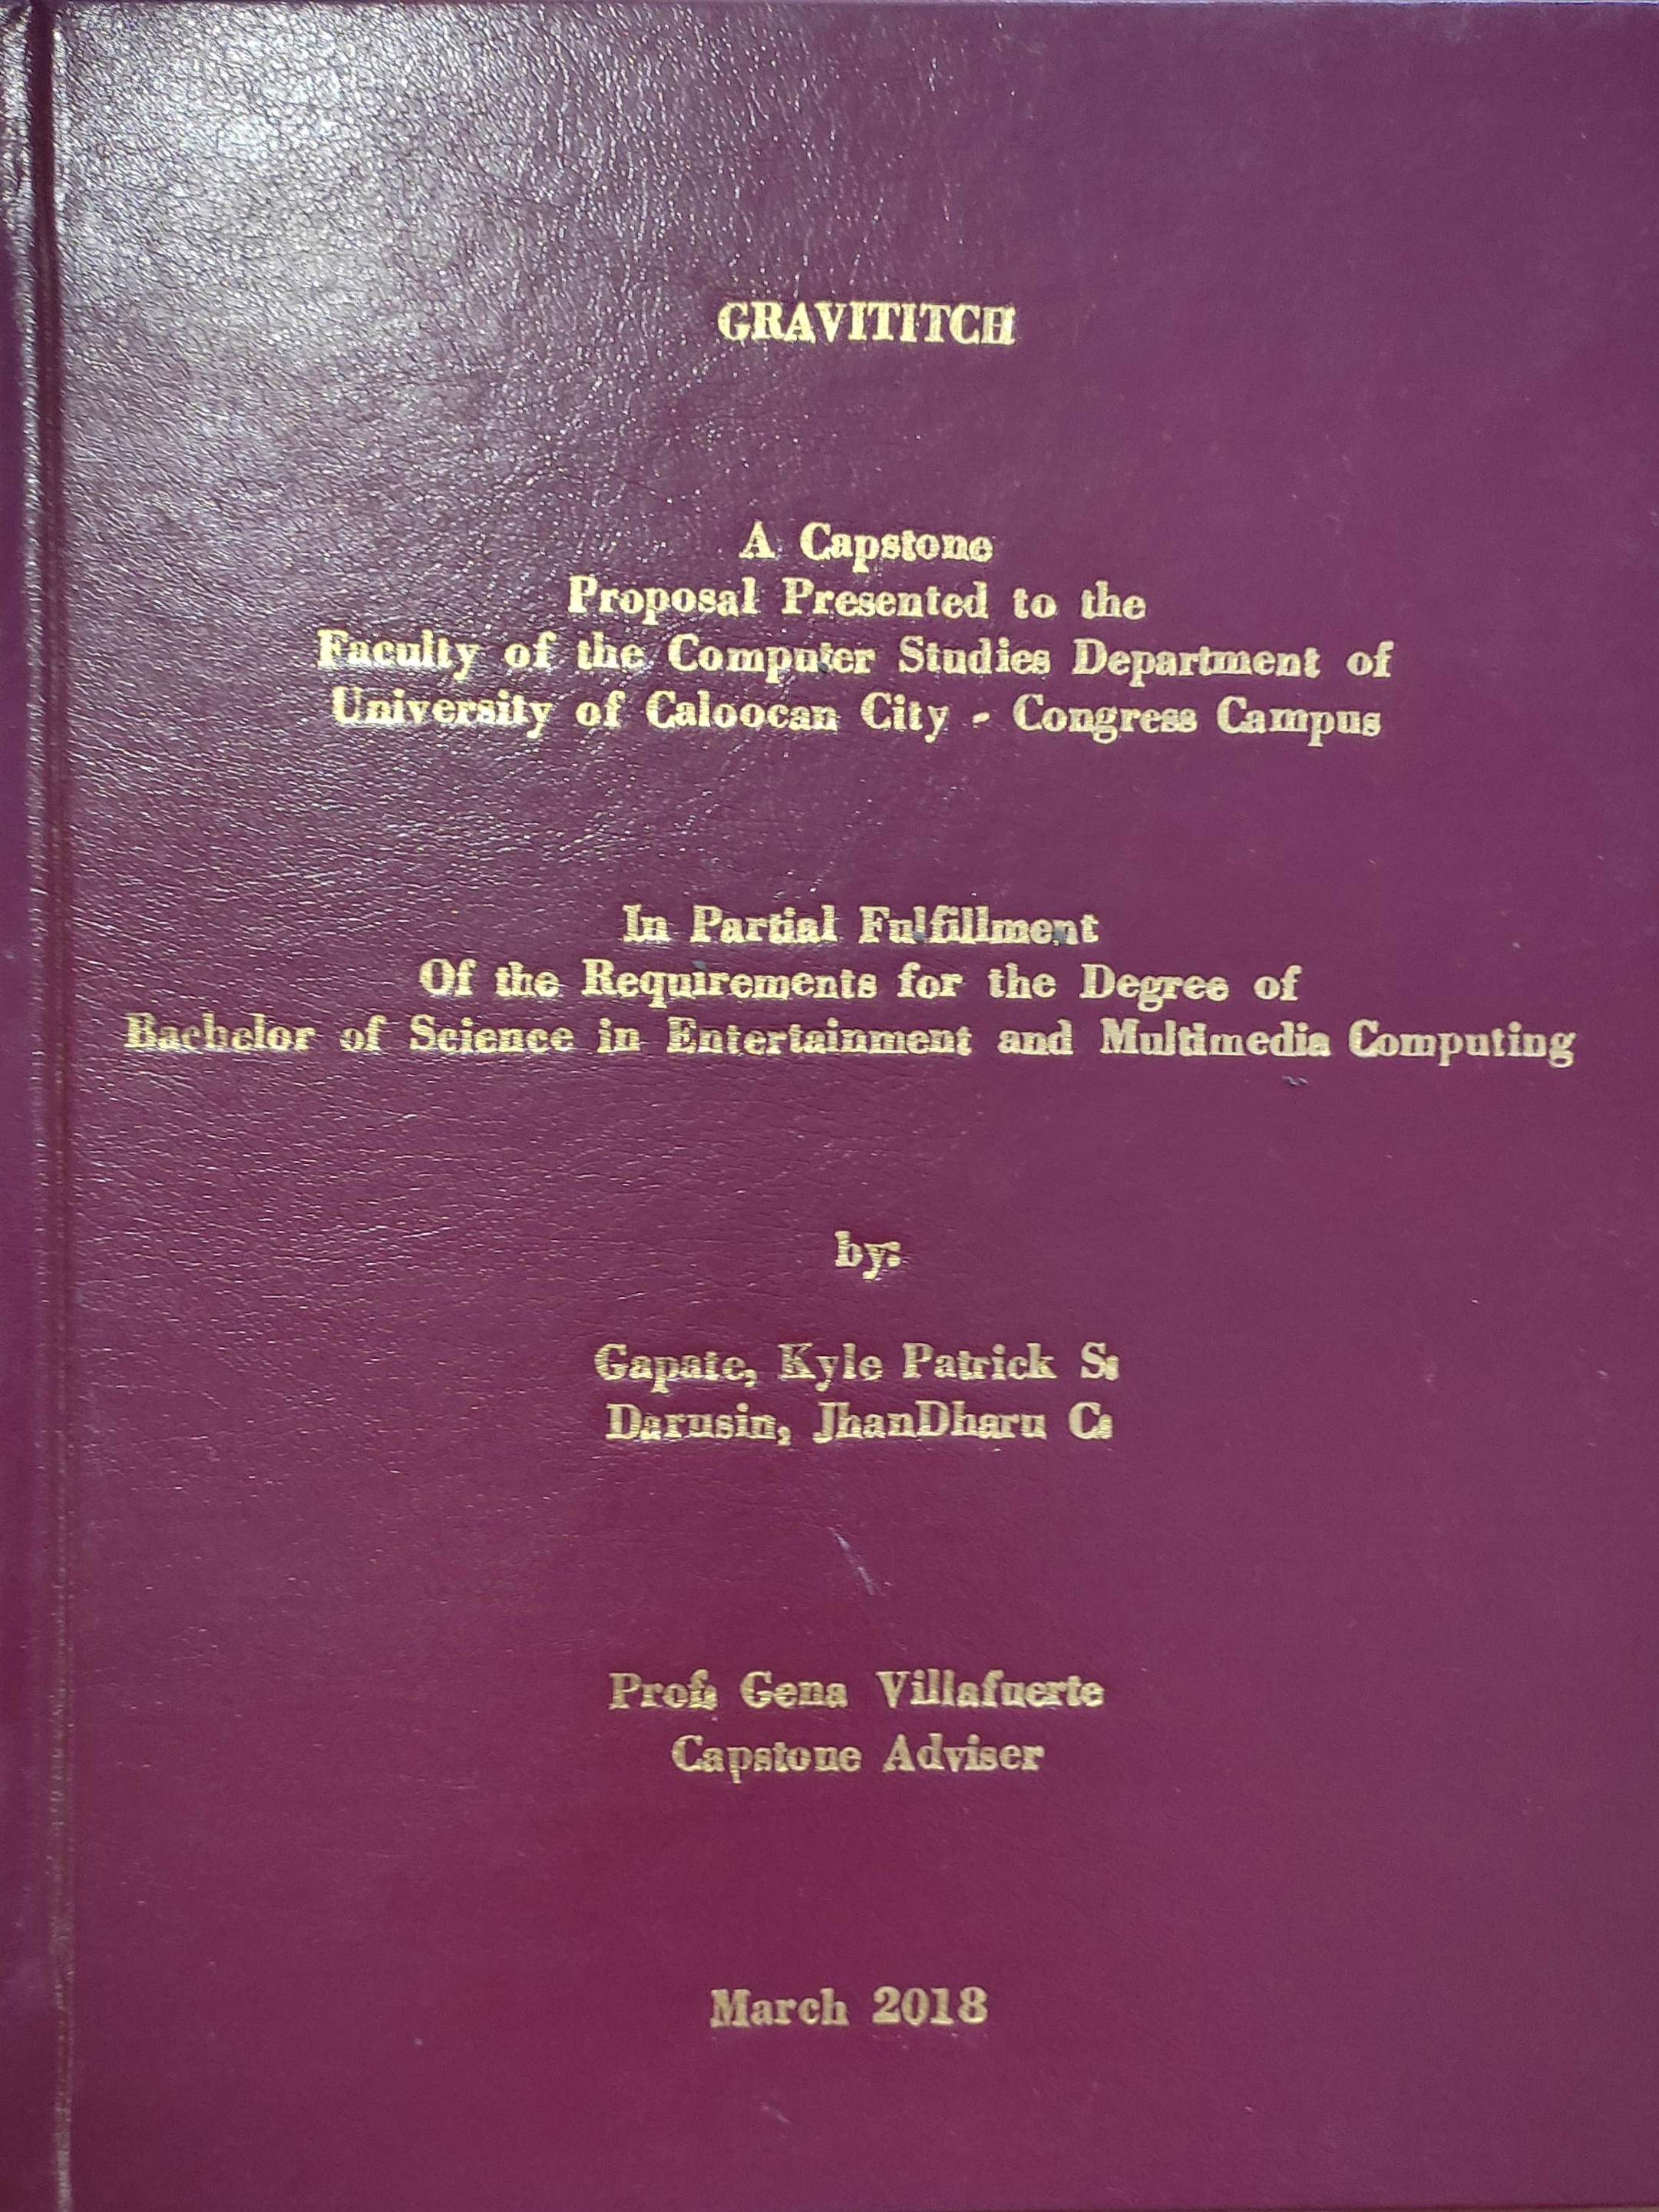 GRAVITITCH
A Capstone
Proposal Presented to the
Faculty of the Computer Studies Department of
University of Caloocan City - Congress Campus
In Partial Fulfillment
Of the Requirements for the Degree of
Bachelor of Science in Entertainment and Multimedia Computing
by:
Gapate, Kyle Patrick S.
Darusin, JhanDharu C.
Prof. Gena Villafuerte
Capstone Adviser
March 2018